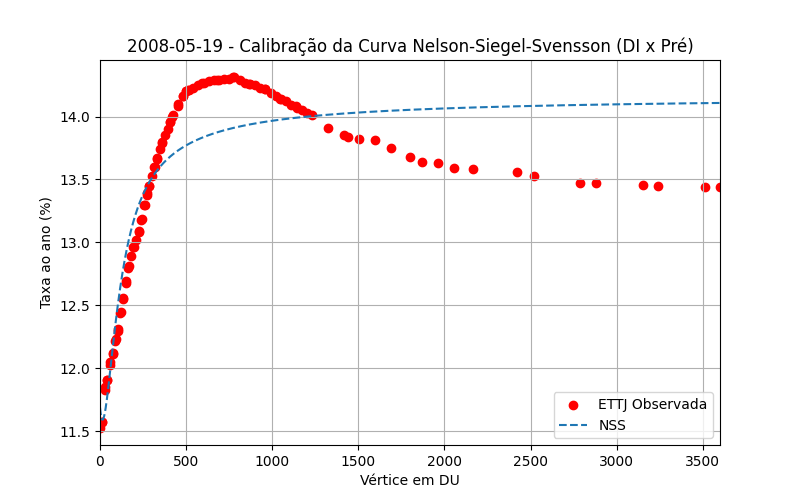 2008-05-19 - Calibração da Curva Nelson-Siegel-Svensson (DI x Pré)
Taxa ao ano (%)
14.0
13.5
13.0
12.5
12.0
11.5
0 500 1000 1500 2000 2500 3000 3500
Vértice em DU
ETTJ Observada
NSS